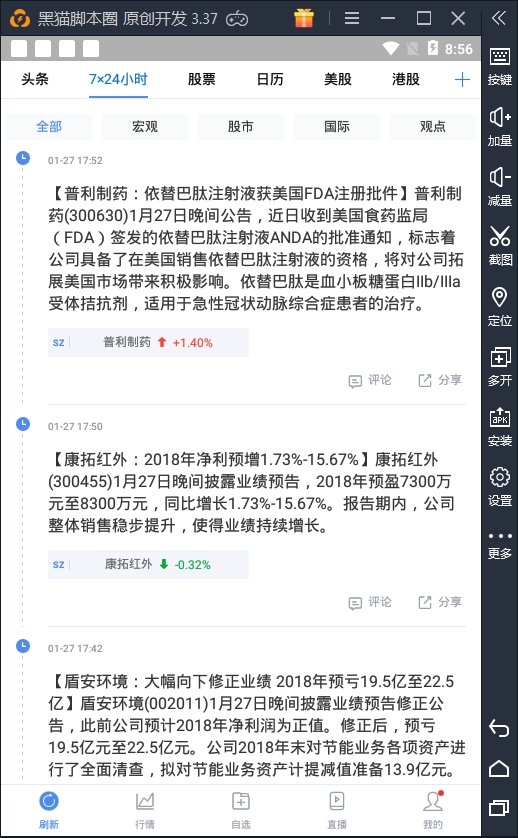 黑猫脚本圈 原创开发 3.37
8:56
头条 7×24小时 股票 日历 美股 港股
全部 宏观 股市 国际 观点
01-27 17:52
【普利制药：依替巴肽注射液获美国FDA注册批件】普利制
药(300630)1月27日晚间公告，近日收到美国食药监局
（FDA）签发的依替巴肽注射液ANDA的批准通知，标志着
公司具备了在美国销售依替巴肽注射液的资格，将对公司拓
展美国市场带来积极影响。依替巴肽是血小板糖蛋白IIb/IIIa
受体拮抗剂，适用于急性冠状动脉综合症患者的治疗。
SZ 普利制药 +1.40%
评论 分享
01-27 17:50
【康拓红外：2018年净利预增1.73%-15.67%】康拓红外
(300455)1月27日晚间披露业绩预告，2018年预盈7300万
元至8300万元，同比增长1.73%-15.67%。报告期内，公司
整体销售稳步提升，使得业绩持续增长。
SZ 康拓红外 -0.32%
评论 分享
01-27 17:42
【盾安环境：大幅向下修正业绩 2018年预亏19.5亿至22.5
亿】盾安环境(002011)1月27日晚间披露业绩预告修正公
告，此前公司预计2018年净利润为正值。修正后，预亏
19.5亿元至22.5亿元。公司2018年末对节能业务各项资产进
行了全面清查，拟对节能业务资产计提减值准备13.9亿元。
刷新 行情 自选 直播 我的
按键
加量
减量
截图
定位
多开
APK
安装
设置
更多